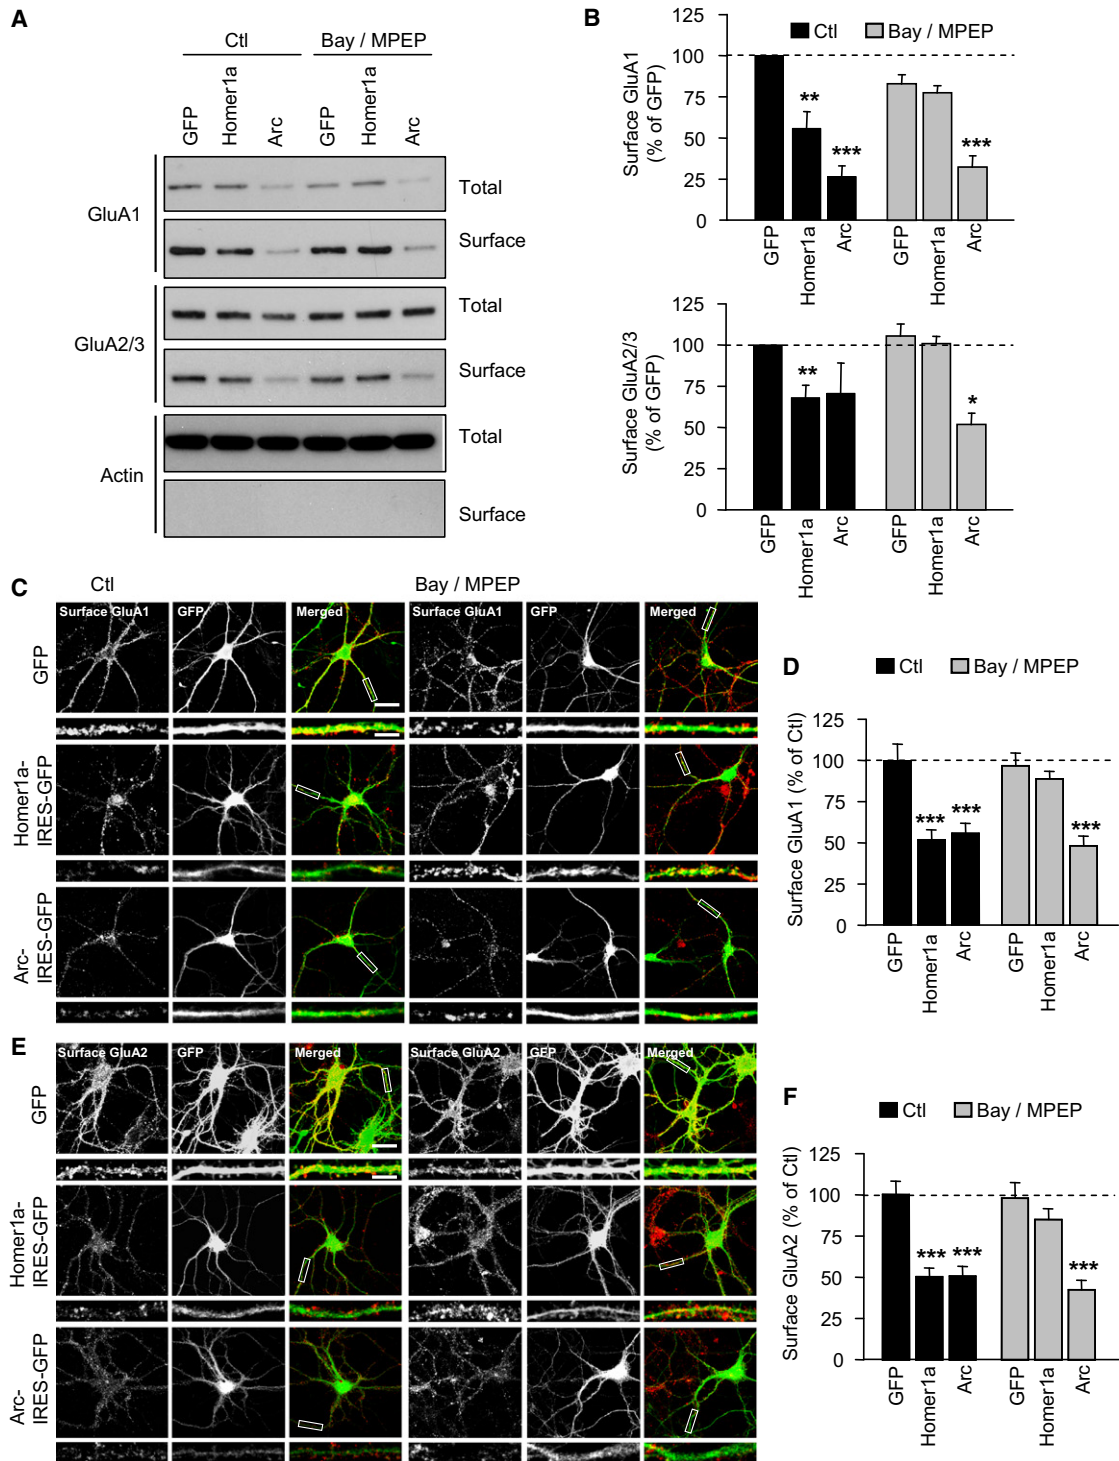 A
Ctl
Bay / MPEP
GFP
Homer1a
Arc
GFP
Homer1a
Arc
GluA1
Total
Surface
GluA2/3
Total
Surface
Actin
Total
Surface
B
Ctl
Bay / MPEP
Surface GluA1
(% of GFP)
125
100
75
50
25
0
**
***
***
GFP
Homer1a
Arc
GFP
Homer1a
Arc
Surface GluA2/3
(% of GFP)
125
100
75
50
25
0
**
*
GFP
Homer1a
Arc
GFP
Homer1a
Arc
C
Ctl
Bay / MPEP
Surface GluA1
GFP
Merged
Surface GluA1
GFP
Merged
GFP
Homer1a-
IRES-GFP
Arc-
IRES-GFP
D
Ctl
Bay / MPEP
Surface GluA1 (% of Ctl)
125
100
75
50
25
0
***
***
***
GFP
Homer1a
Arc
GFP
Homer1a
Arc
E
Surface GluA2
GFP
Merged
Surface GluA2
GFP
Merged
GFP
Homer1a-
IRES-GFP
Arc-
IRES-GFP
F
Ctl
Bay / MPEP
Surface GluA2 (% of Ctl)
125
100
75
50
25
0
***
***
***
GFP
Homer1a
Arc
GFP
Homer1a
Arc